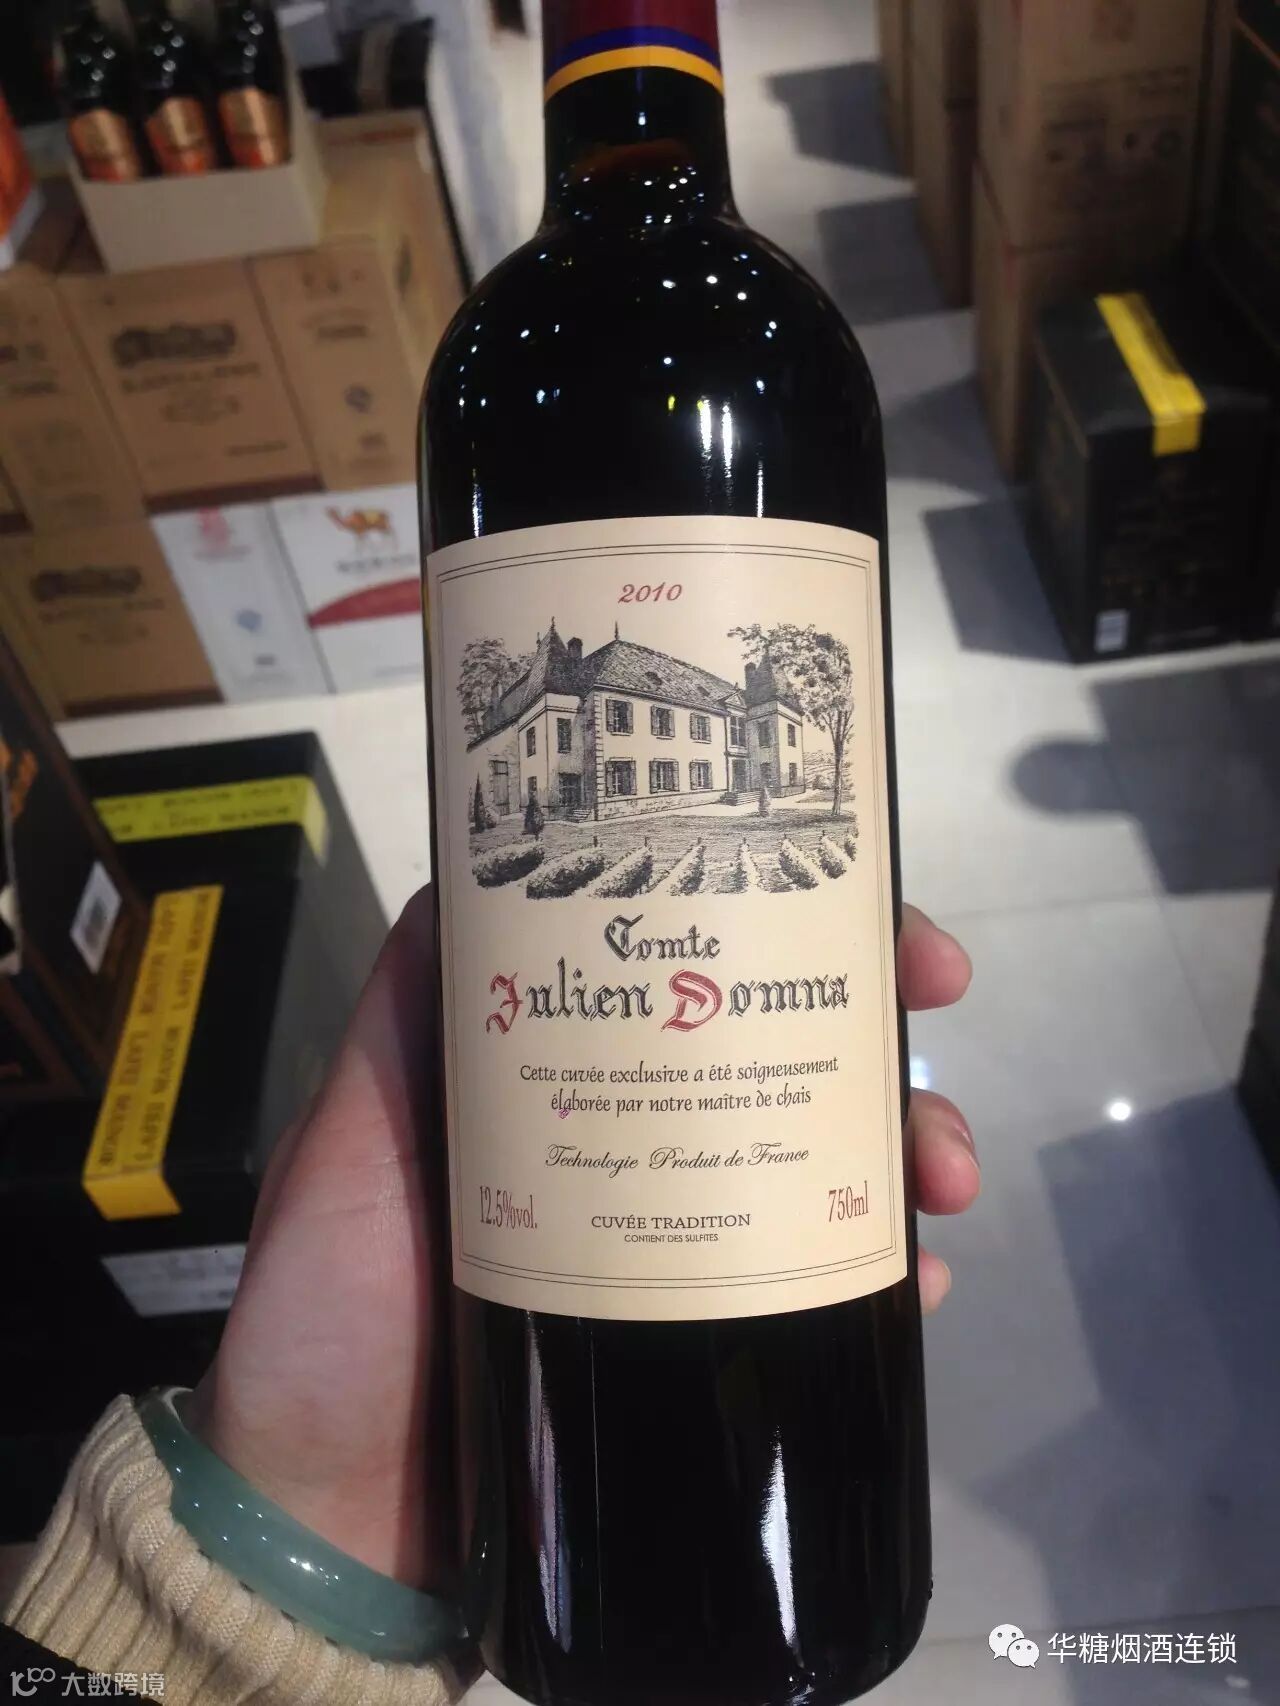 2010
Comte
Julien Domna
Cette cuvée exclusive a été soigneusement
élaborée par notre maître de chais
Technologie Produit de France
12.5%vol.
CUVÉE TRADITION
750ml
CONTIENT DES SULFITES
华糖烟酒连锁
大数跨境